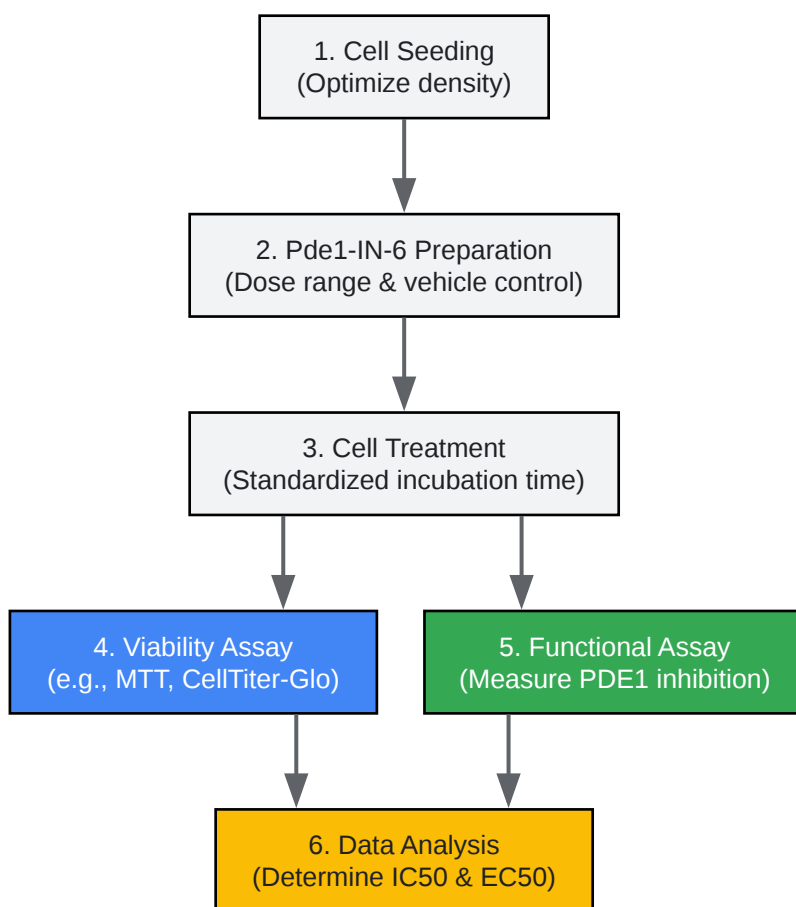 1. Cell Seeding
(Optimize density)
2. Pde1-IN-6 Preparation
(Dose range & vehicle control)
3. Cell Treatment
(Standardized incubation time)
4. Viability Assay
(e.g., MTT, CellTiter-Glo)
5. Functional Assay
(Measure PDE1 inhibition)
6. Data Analysis
(Determine IC50 & EC50)